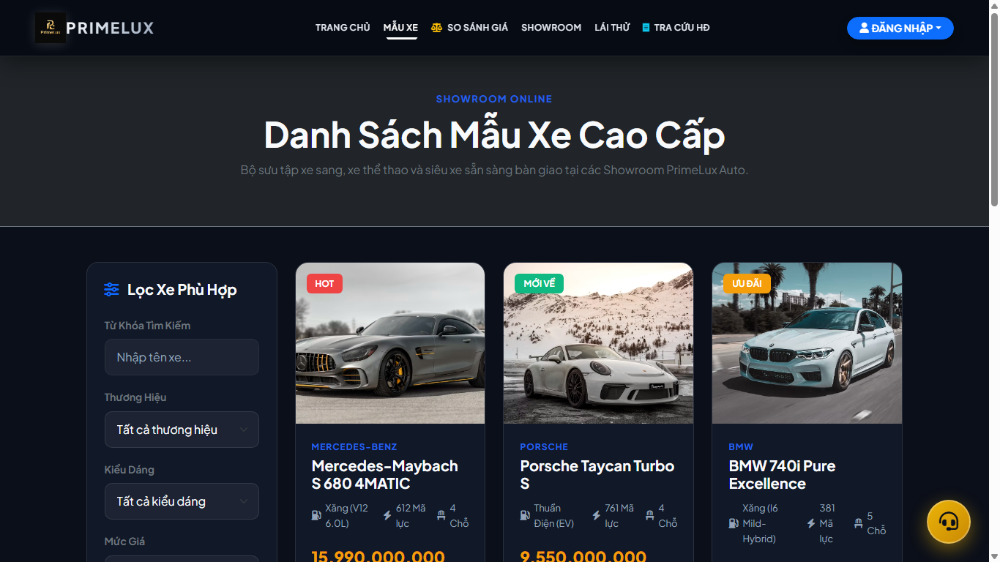 PrimeLux
PRIMELUX
TRANG CHỦ
MẪU XE
SO SÁNH GIÁ
SHOWROOM
LÁI THỬ
TRA CỨU HĐ
ĐĂNG NHẬP
SHOWROOM ONLINE
Danh Sách Mẫu Xe Cao Cấp
Bộ sưu tập xe sang, xe thể thao và siêu xe sẵn sàng bàn giao tại các Showroom PrimeLux Auto.
Lọc Xe Phù Hợp
Từ Khóa Tìm Kiếm
Nhập tên xe...
Thương Hiệu
Tất cả thương hiệu
Kiểu Dáng
Tất cả kiểu dáng
Mức Giá
HOT
MERCEDES-BENZ
Mercedes-Maybach
S 680 4MATIC
Xăng (V12
6.0L)
612 Mã
lực
4
Chỗ
15.990.000.000
MỚI VỀ
PORSCHE
Porsche Taycan Turbo
S
Thuần
Điện (EV)
761 Mã
lực
4
Chỗ
9.550.000.000
ƯU ĐÃI
BMW
BMW 740i Pure
Excellence
Xăng (I6
Mild-
Hybrid)
381
Mã
lực
5
Chỗ